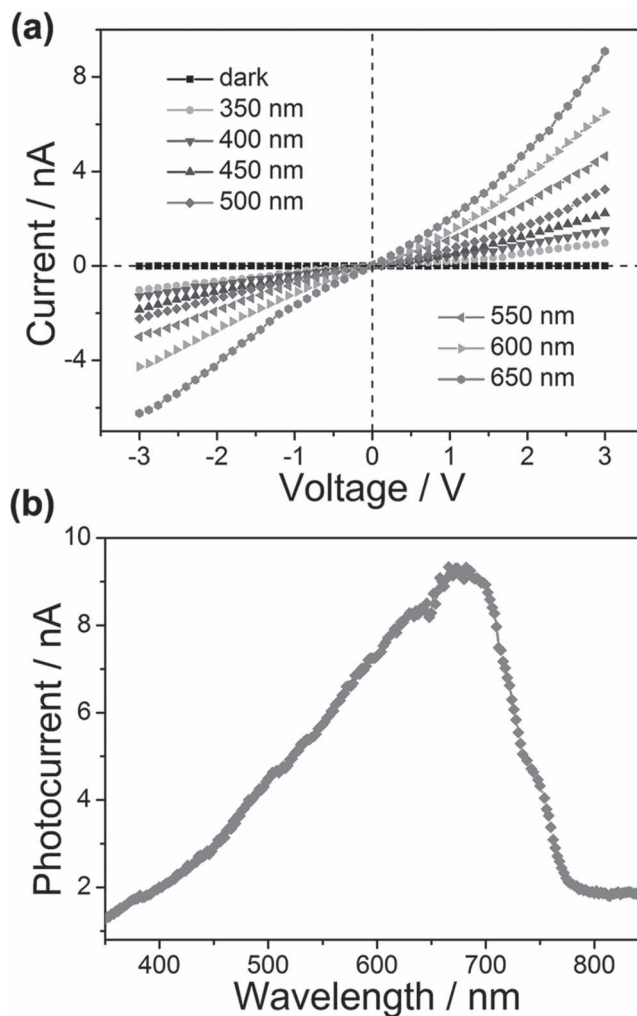 (a)
Current / nA
8
4
0
-4
dark
350 nm
400 nm
450 nm
500 nm
550 nm
600 nm
650 nm
-3 -2 -1 0 1 2 3
Voltage / V
(b)
Photocurrent / nA
10
8
6
4
2
400 500 600 700 800
Wavelength / nm